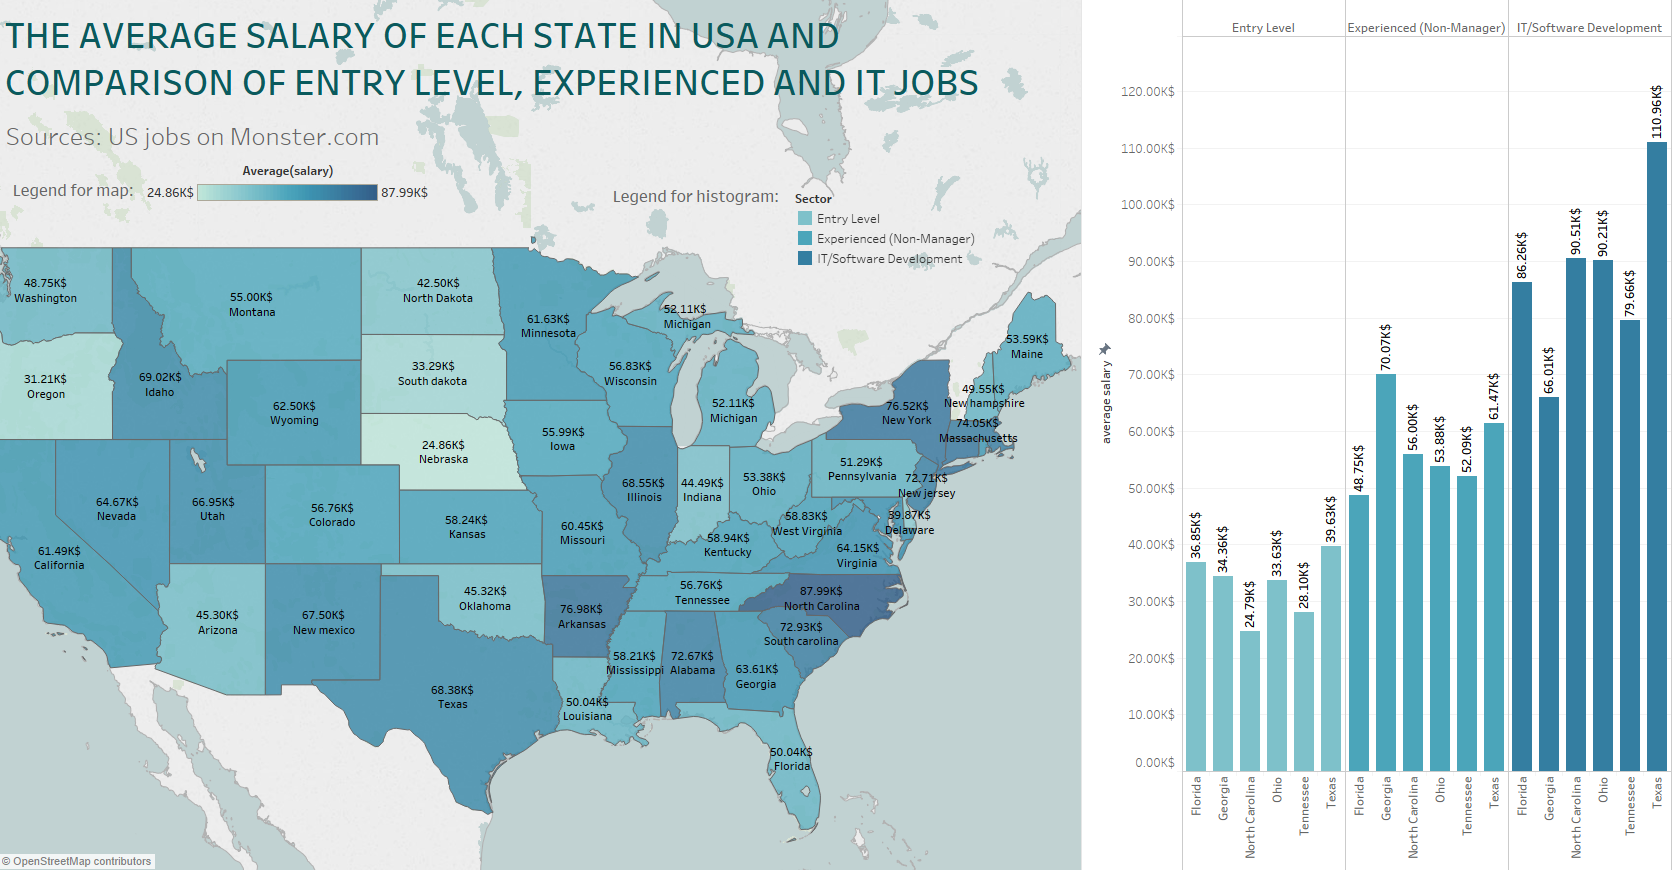 THE AVERAGE SALARY OF EACH STATE IN USA AND
COMPARISON OF ENTRY LEVEL, EXPERIENCED AND IT JOBS
Sources: US jobs on Monster.com
Average(salary)
Legend for map: 24.86K$ 87.99K$
Legend for histogram:
Sector
Entry Level
Experienced (Non-Manager)
IT/Software Development
48.75K$
Washington
55.00K$
Montana
42.50K$
North Dakota
61.63K$
Minnesota
52.11K$
Michigan
53.59K$
Maine
31.21K$
Oregon
69.02K$
Idaho
33.29K$
South dakota
56.83K$
Wisconsin
49.55K$
New hampshire
62.50K$
Wyoming
52.11K$
Michigan
76.52K$
New York
74.05K$
Massachusetts
24.86K$
Nebraska
55.99K$
Iowa
51.29K$
Pennsylvania
72.71K$
New jersey
64.67K$
Nevada
66.95K$
Utah
56.76K$
Colorado
68.55K$
Illinois
44.49K$
Indiana
53.38K$
Ohio
58.24K$
Kansas
60.45K$
Missouri
58.83K$
West Virginia
39.87K$
Delaware
61.49K$
California
58.94K$
Kentucky
64.15K$
Virginia
45.30K$
Arizona
67.50K$
New mexico
45.32K$
Oklahoma
76.98K$
Arkansas
56.76K$
Tennessee
87.99K$
North Carolina
72.93K$
South carolina
58.21K$
Mississippi
72.67K$
Alabama
63.61K$
Georgia
68.38K$
Texas
50.04K$
Louisiana
50.04K$
Florida
© OpenStreetMap contributors
Entry Level
Experienced (Non-Manager)
IT/Software Development
average salary
120.00K$
110.00K$
100.00K$
90.00K$
80.00K$
70.00K$
60.00K$
50.00K$
40.00K$
30.00K$
20.00K$
10.00K$
0.00K$
36.85K$
34.36K$
24.79K$
33.63K$
28.10K$
39.63K$
48.75K$
70.07K$
56.00K$
53.88K$
52.09K$
61.47K$
86.26K$
66.01K$
90.51K$
90.21K$
79.66K$
110.96K$
Florida
Georgia
North Carolina
Ohio
Tennessee
Texas
Florida
Georgia
North Carolina
Ohio
Tennessee
Texas
Florida
Georgia
North Carolina
Ohio
Tennessee
Texas